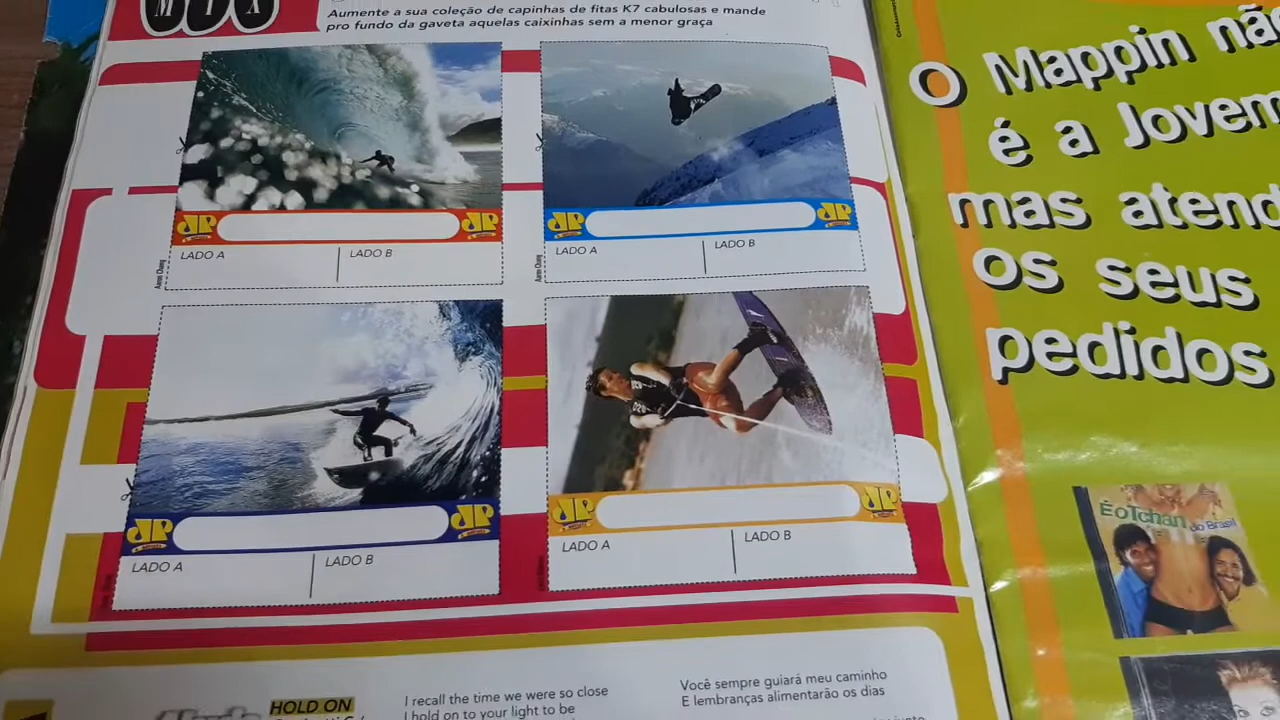 MIX
Aumente a sua coleção de capinhas de fitas K7 cabulosas e mande
pro fundo da gaveta aquelas caixinhas sem a menor graça
JP
JP
LADO A
LADO B
JP
JP
LADO A
LADO B
JP
JP
LADO A
LADO B
JP
JP
LADO A
LADO B
HOLD ON
I recall the time we were so close
I hold on to your light to be
Você sempre guiará meu caminho
E lembranças alimentarão os dias
O Mappin
é a Jovem
mas
os seus
pedidos
É o Tchan
do Brasil